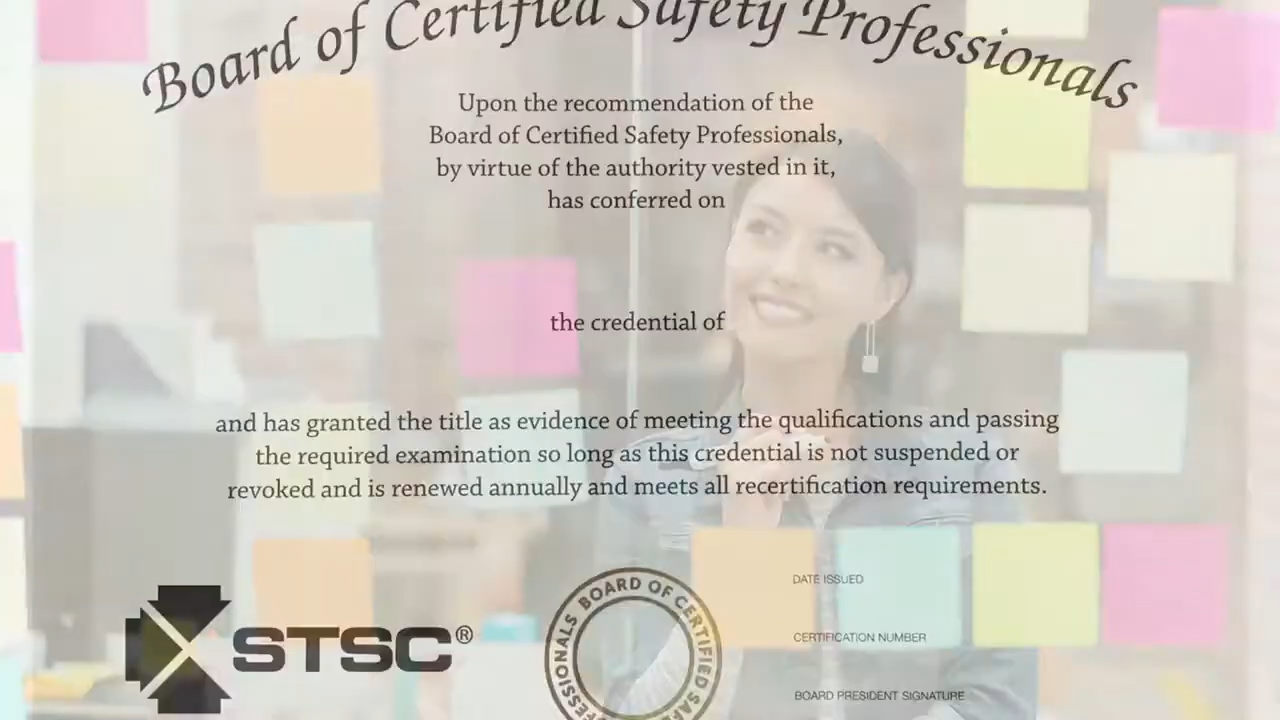 Board of Certified Safety Professionals
Upon the recommendation of the
Board of Certified Safety Professionals,
by virtue of the authority vested in it,
has conferred on
the credential of
and has granted the title as evidence of meeting the qualifications and passing
the required examination so long as this credential is not suspended or
revoked and is renewed annually and meets all recertification requirements.
STSC®
BOARD OF CERTIFIED
DATE ISSUED
CERTIFICATION NUMBER
BOARD PRESIDENT SIGNATURE